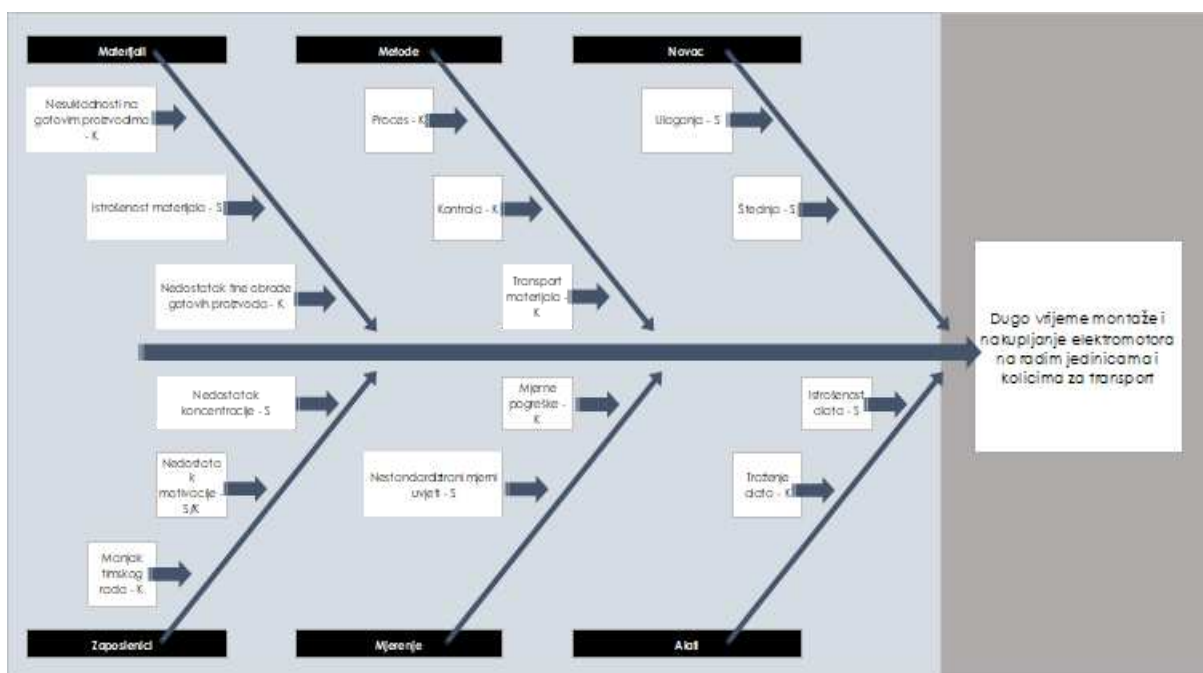 Materijali
Metode
Novac
Nesukladnosti na
gotovim proizvodima
- K
Proces - K
Ulaganja - S
Istrošenost materijala - S
Kontrola - K
Štednja - S
Nedostatak fine obrade
gotovih proizvoda - K
Transport
materijala -
K
Dugo vrijeme montaže i
nakupljanje elektromotora
na radim jedinicama i
kolicima za transport
Nedostatak
koncentracije - S
Mjerne
pogreške -
K
Istrošenost
alata - S
Nedostata
k
motivacije -
S/K
Nestandardizirani mjerni
uvjeti - S
Traženje
alata - K
Manjak
timskog
rada - K
Zaposlenici
Mjerenje
Alati